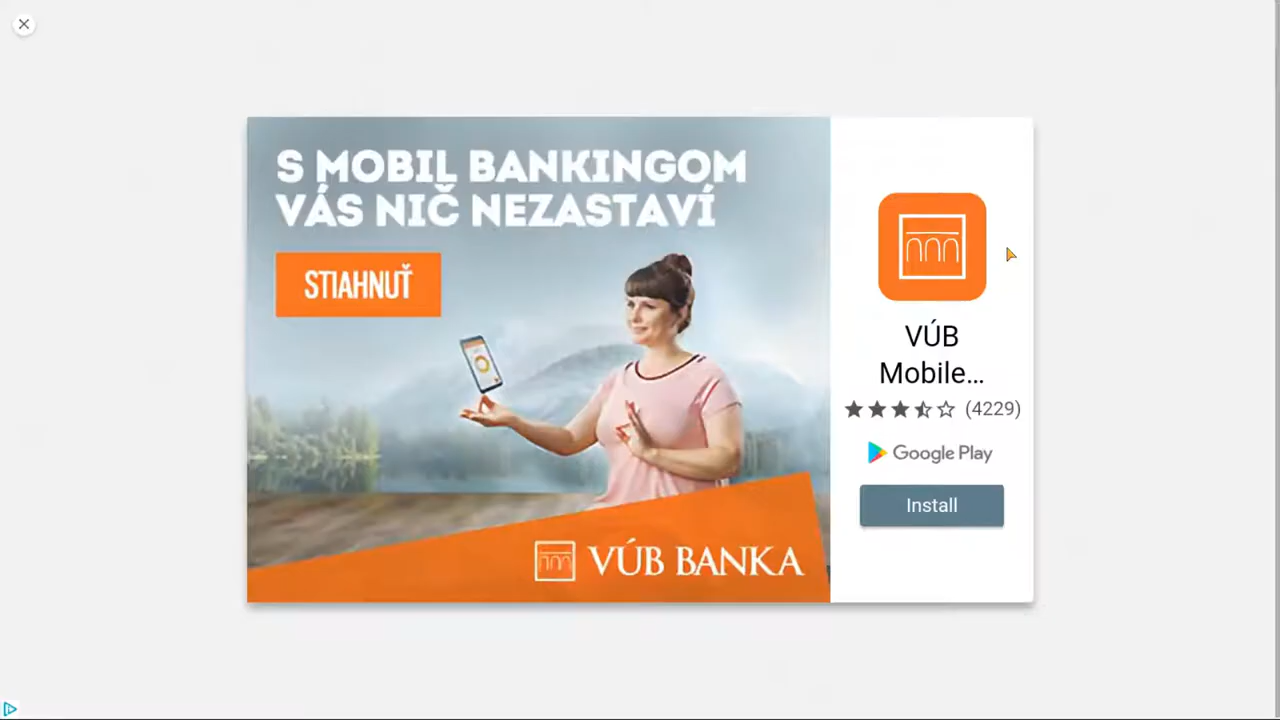 S MOBIL BANKINGOM
VÁS NIČ NEZASTAVÍ
STIAHNUŤ
VÚB BANKA
VÚB
Mobile...
(4229)
Google Play
Install